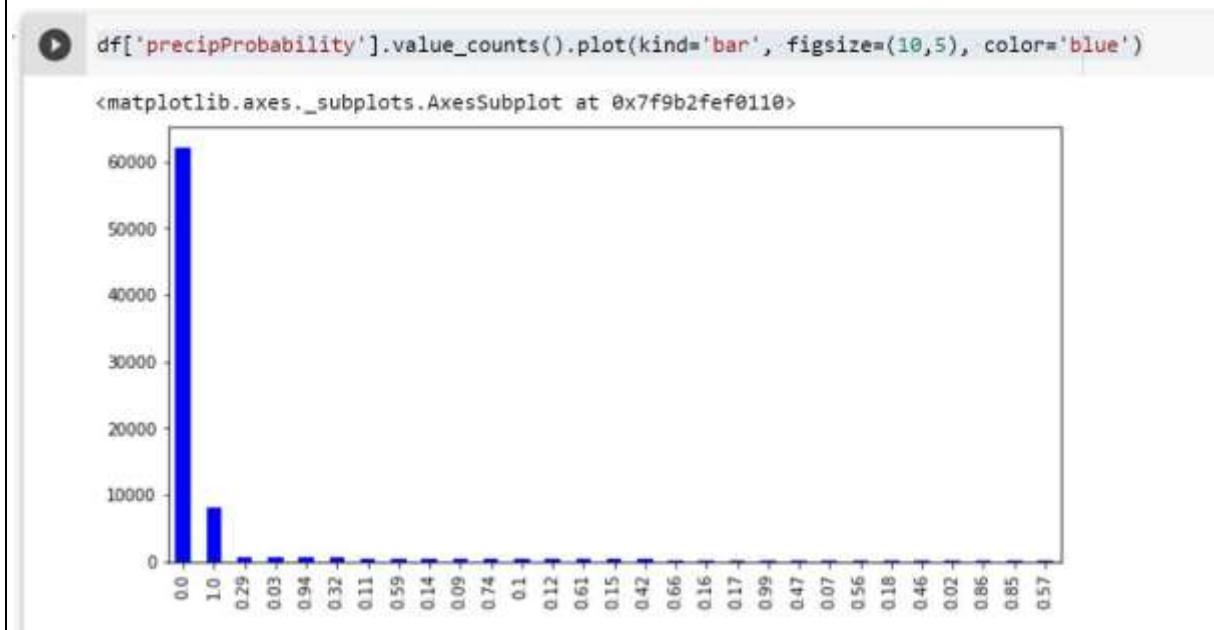 df['precipProbability'].value_counts().plot(kind='bar', figsize=(10,5), color='blue')
<matplotlib.axes._subplots.AxesSubplot at 0x7f9b2fef0110>
60000
50000
40000
30000
20000
10000
0
0.0 1.0 0.29 0.03 0.94 0.32 0.11 0.59 0.14 0.09 0.74 0.1 0.12 0.61 0.15 0.42 0.66 0.16 0.17 0.99 0.47 0.07 0.56 0.18 0.46 0.02 0.86 0.85 0.57